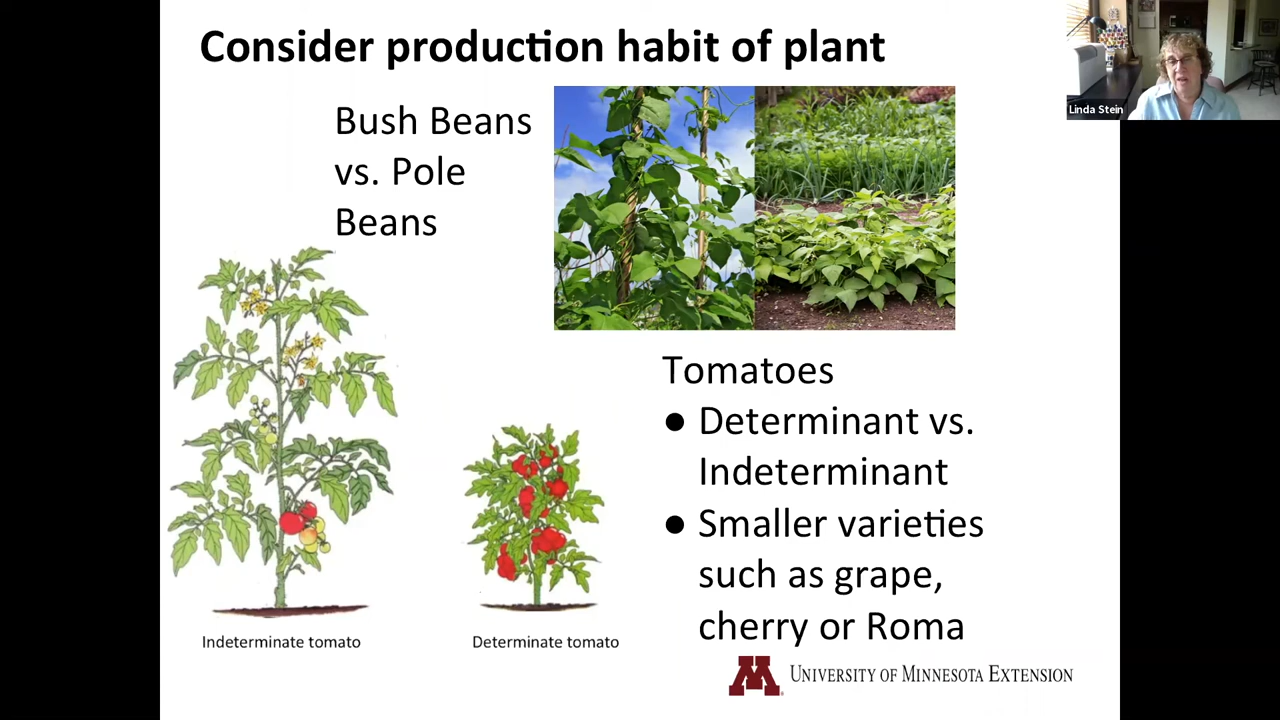 Consider production habit of plant
Bush Beans
vs. Pole
Beans
Linda Stein
Tomatoes
● Determinant vs.
Indeterminant
● Smaller varieties
such as grape,
cherry or Roma
Indeterminate tomato
Determinate tomato
M
UNIVERSITY OF MINNESOTA EXTENSION